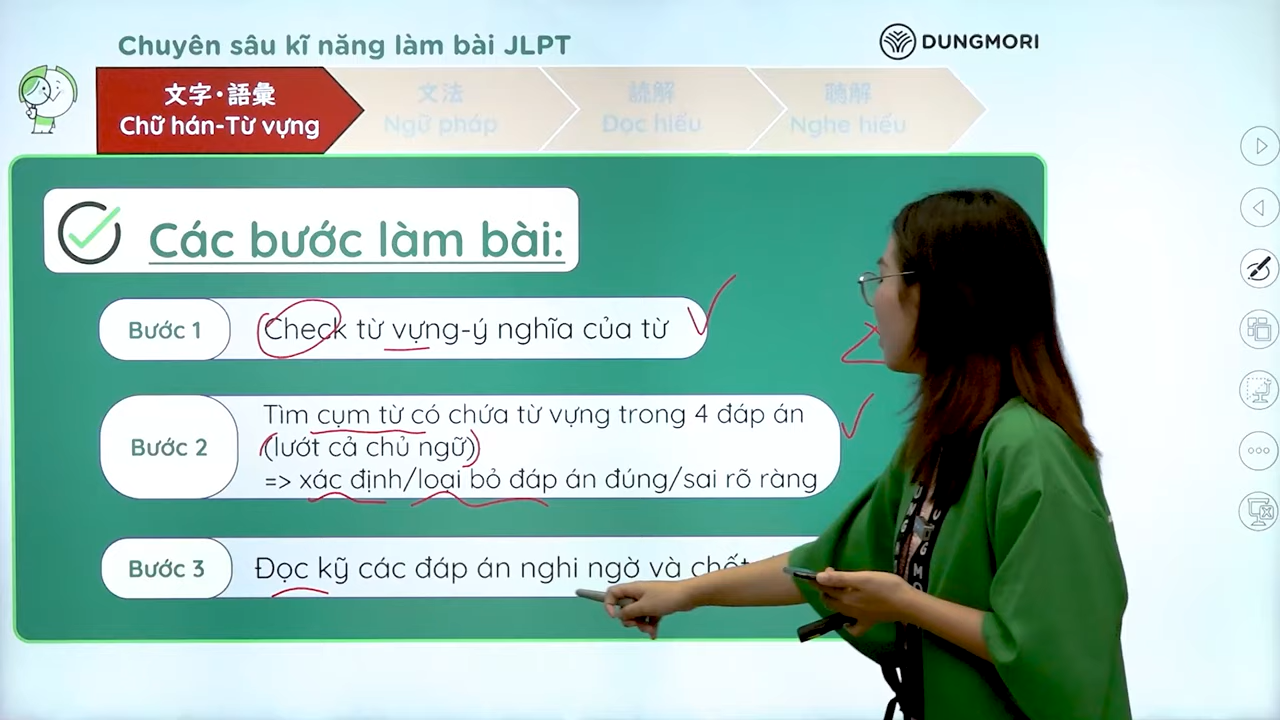 Chuyên sâu kĩ năng làm bài JLPT
DUNGMORI
文字・語彙
Chữ hán-Từ vựng
文法
Ngữ pháp
読解
Đọc hiểu
聴解
Nghe hiểu
Các bước làm bài:
Bước 1
Check từ vựng-ý nghĩa của từ
Bước 2
Tìm cụm từ có chứa từ vựng trong 4 đáp án
(lướt cả chủ ngữ)
=> xác định/loại bỏ đáp án đúng/sai rõ ràng
Bước 3
Đọc kỹ các đáp án nghi ngờ và chốt